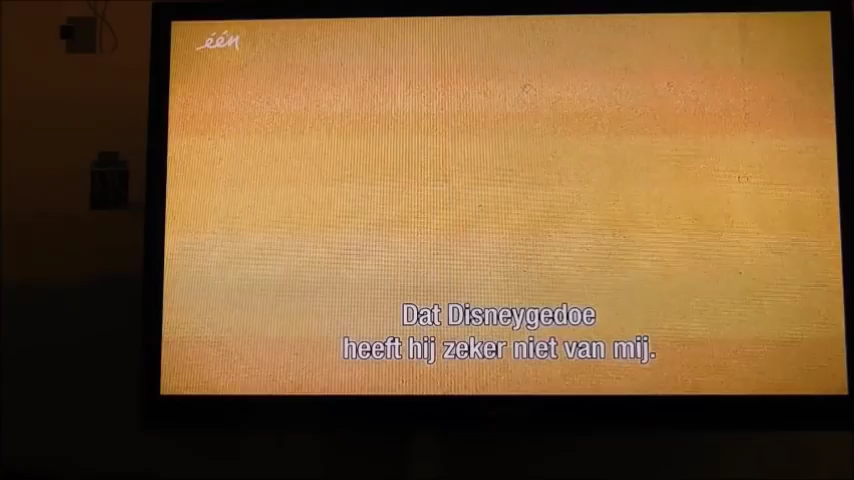 één
Dat Disneygedoe
heeft hij zeker niet van mij.